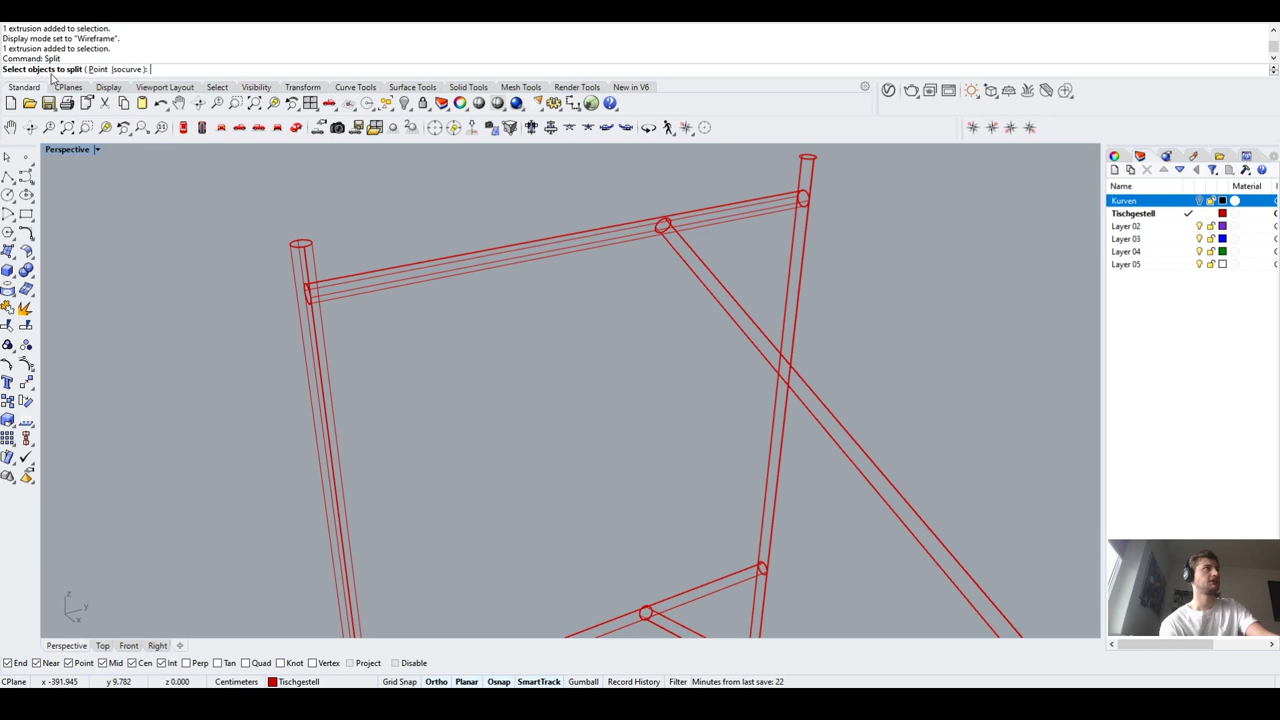 1 extrusion added to selection.
Display mode set to "Wireframe".
1 extrusion added to selection.
Command: Split
Select objects to split ( Point Isocurve ):
Standard CPlanes Display Viewport Layout Select Visibility Transform Curve Tools Surface Tools Solid Tools Mesh Tools Render Tools New in V6
Perspective
Name Material
Kurven
Tischgestell
Layer 02
Layer 03
Layer 04
Layer 05
z
y
x
Perspective Top Front Right
End Near Point Mid Cen Int Perp Tan Quad Knot Vertex Project Disable
CPlane x -391.945 y 9.782 z 0.000 Centimeters Tischgestell Grid Snap Ortho Planar Osnap SmartTrack Gumball Record History Filter Minutes from last save: 22